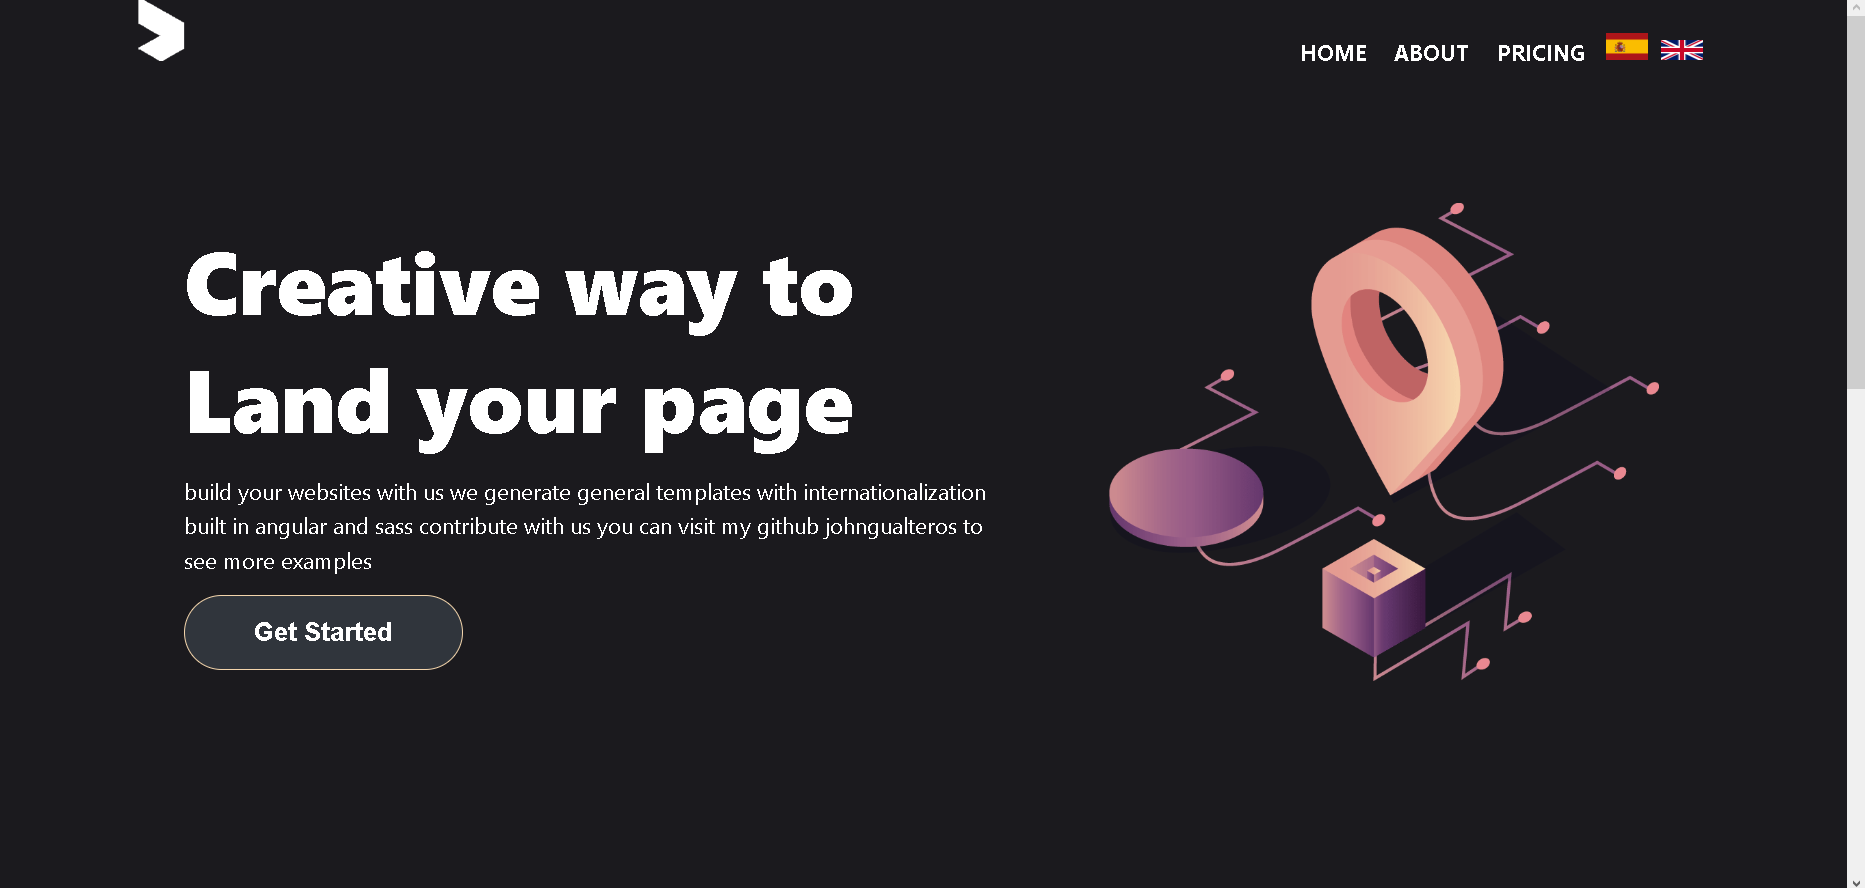 HOME ABOUT PRICING
Creative way to
Land your page
build your websites with us we generate general templates with internationalization
built in angular and sass contribute with us you can visit my github johngualteros to
see more examples
Get Started